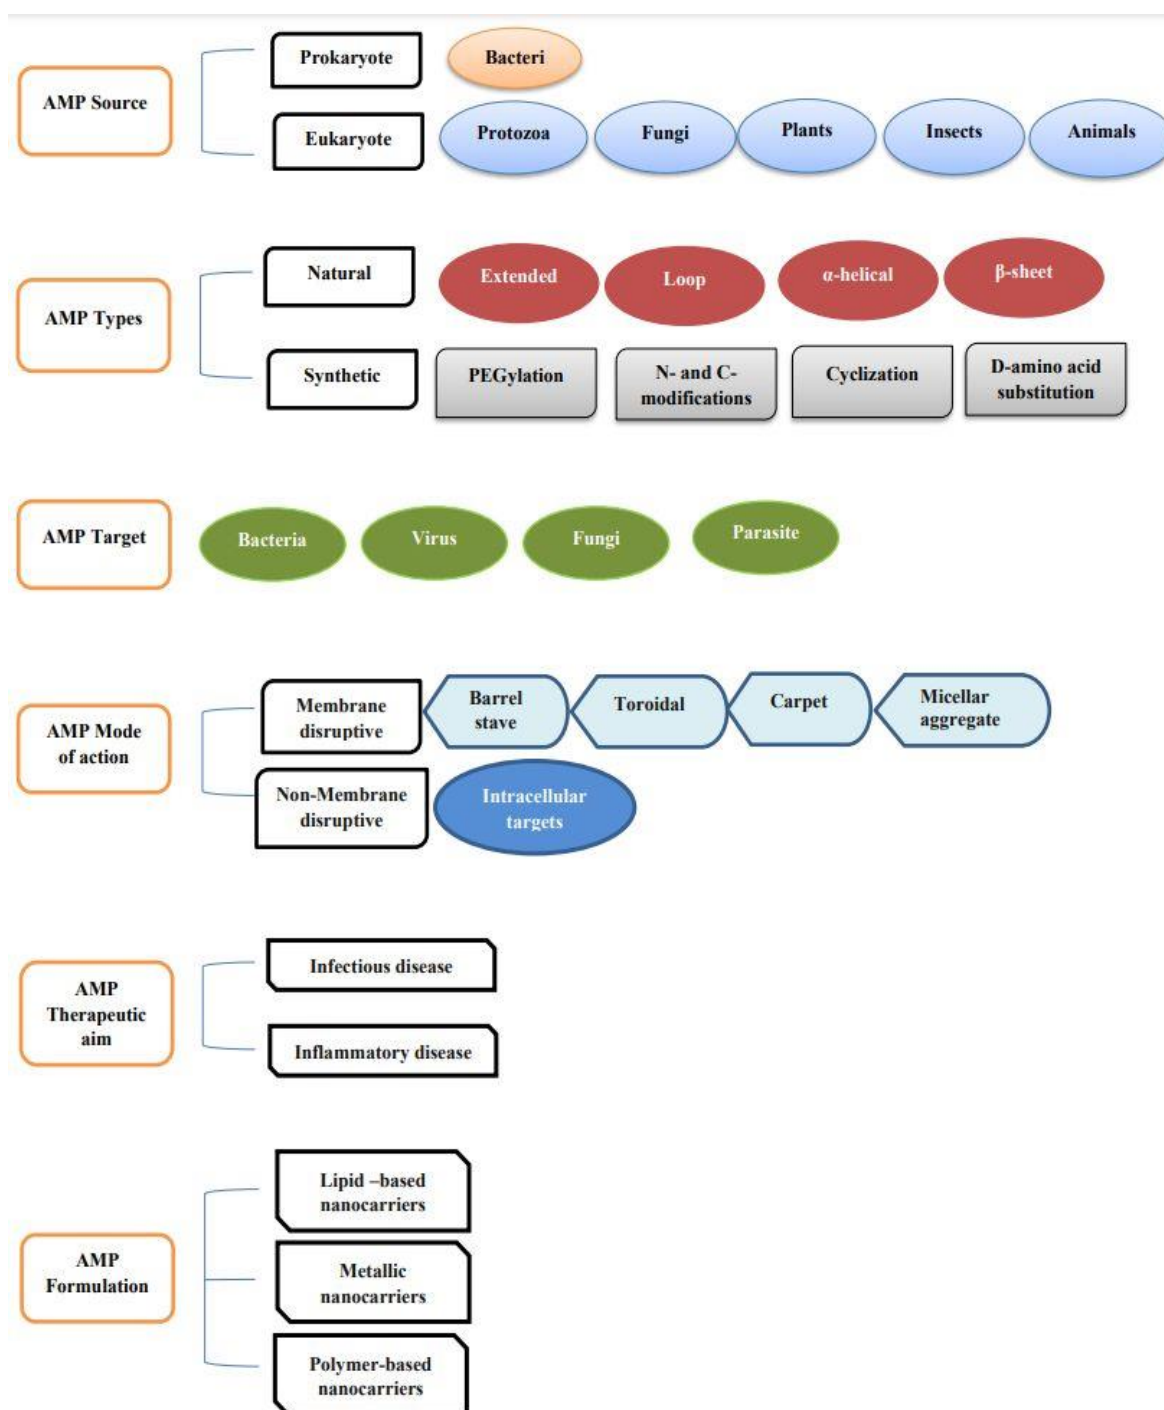 AMP Source
Prokaryote
Bacteri
Eukaryote
Protozoa
Fungi
Plants
Insects
Animals
AMP Types
Natural
Extended
Loop
α-helical
β-sheet
Synthetic
PEGylation
N- and C-
modifications
Cyclization
D-amino acid
substitution
AMP Target
Bacteria
Virus
Fungi
Parasite
AMP Mode
of action
Membrane
disruptive
Barrel
stave
Toroidal
Carpet
Micellar
aggregate
Non-Membrane
disruptive
Intracellular
targets
AMP
Therapeutic
aim
Infectious disease
Inflammatory disease
AMP
Formulation
Lipid –based
nanocarriers
Metallic
nanocarriers
Polymer-based
nanocarriers